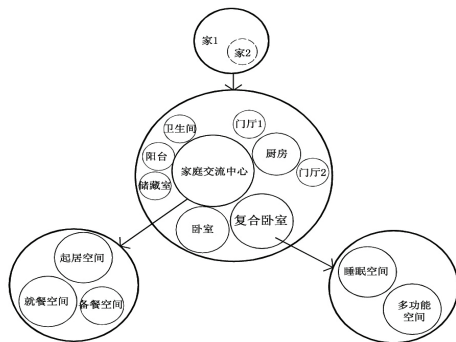 家1
家2
卫生间
门厅1
阳台
厨房
家庭交流中心
门厅2
储藏室
卧室
复合卧室
起居空间
就餐空间
备餐空间
睡眠空间
多功能
空间